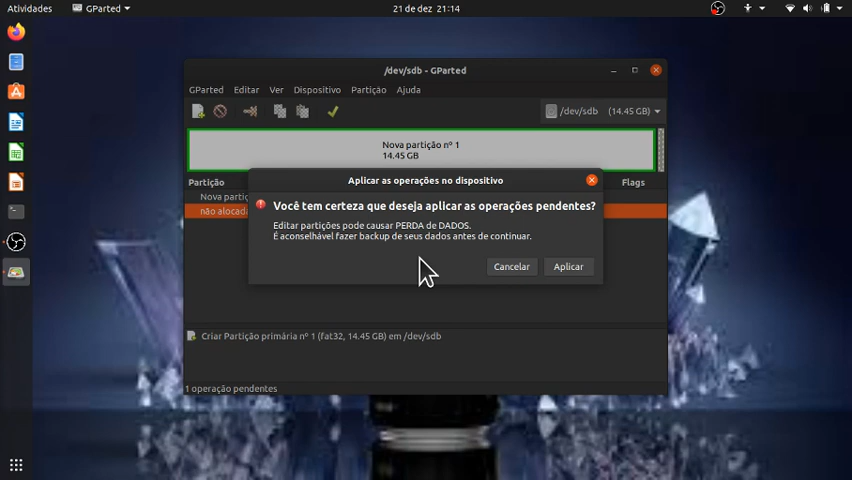 Atividades
GParted
21 de dez 21:14
/dev/sdb - GParted
GParted Editar Ver Dispositivo Partição Ajuda
/dev/sdb (14.45 GB)
Nova partição nº 1
14.45 GB
Partição
Flags
Nova partiç
não alocada
Aplicar as operações no dispositivo
Você tem certeza que deseja aplicar as operações pendentes?
Editar partições pode causar PERDA de DADOS.
É aconselhável fazer backup de seus dados antes de continuar.
Cancelar Aplicar
Criar Partição primária nº 1 (fat32, 14.45 GB) em /dev/sdb
1 operação pendentes